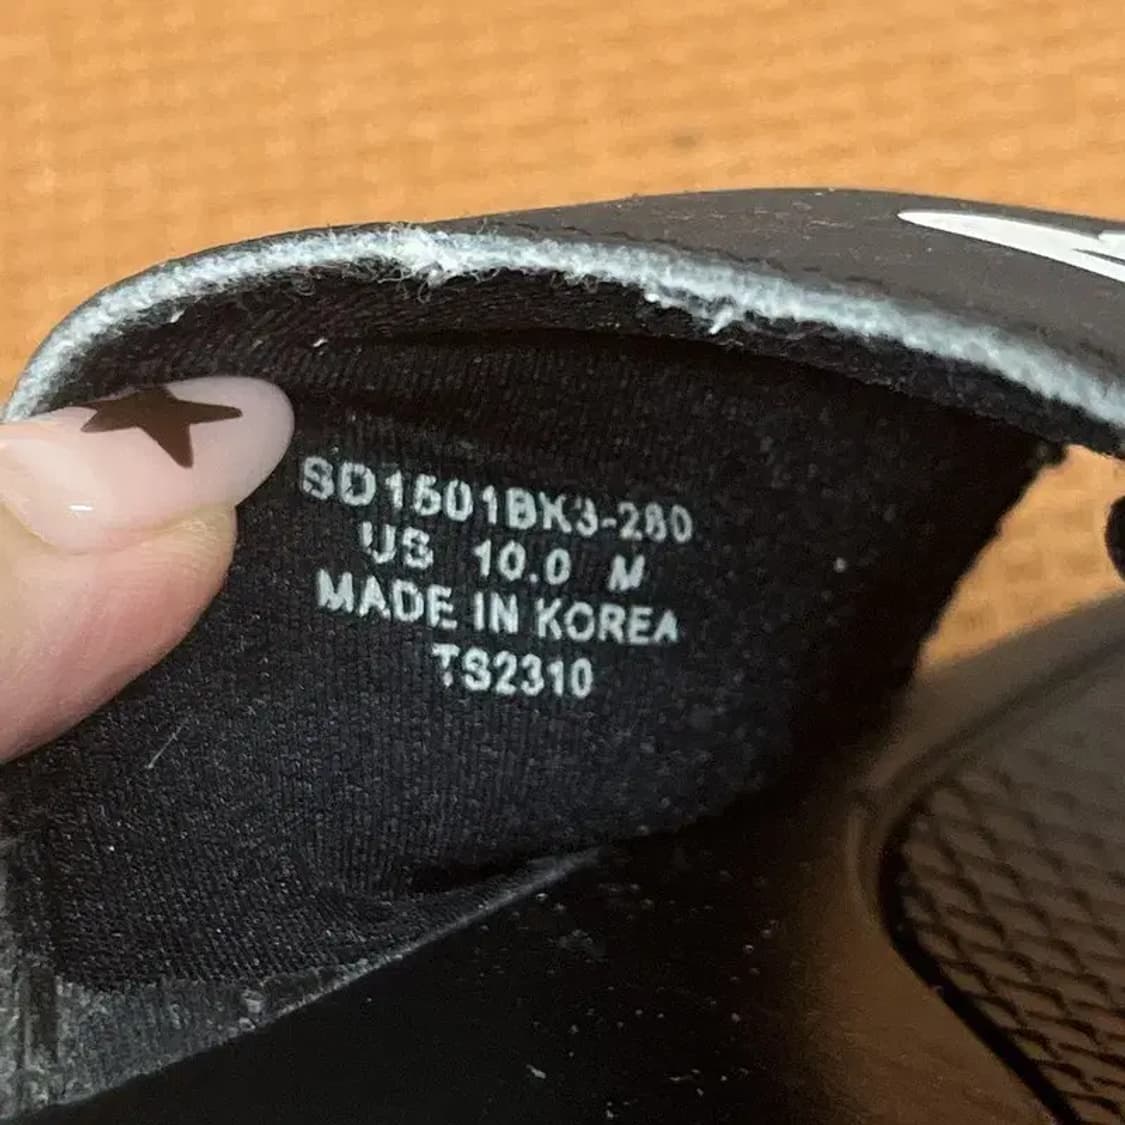 SD1501BK3-280
US 10.0 M
MADE IN KOREA
TS2310